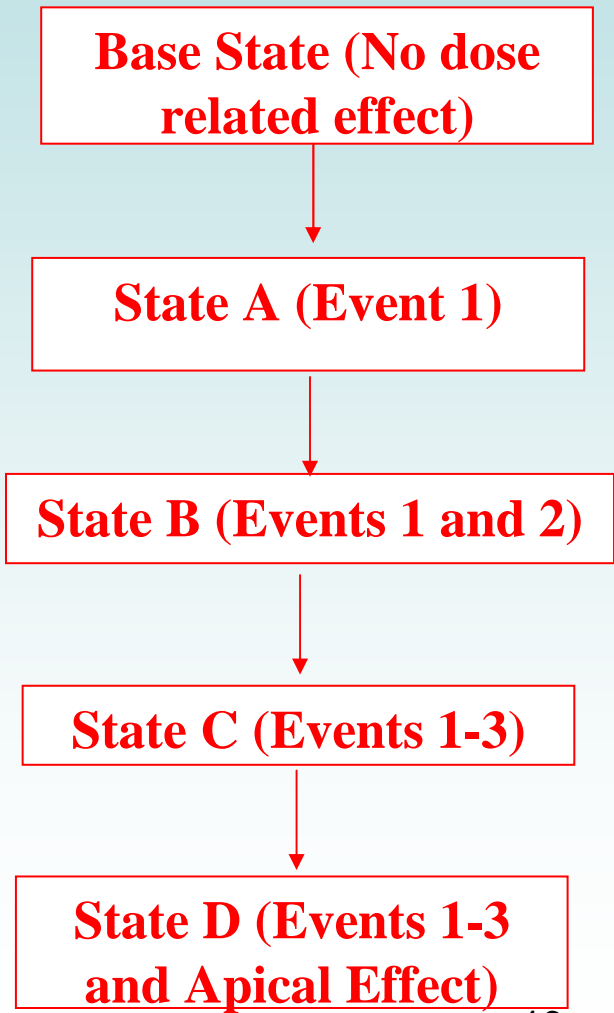 Base State (No dose
related effect)
State A (Event 1)
State B (Events 1 and 2)
State C (Events 1-3)
State D (Events 1-3
and Apical Effect)